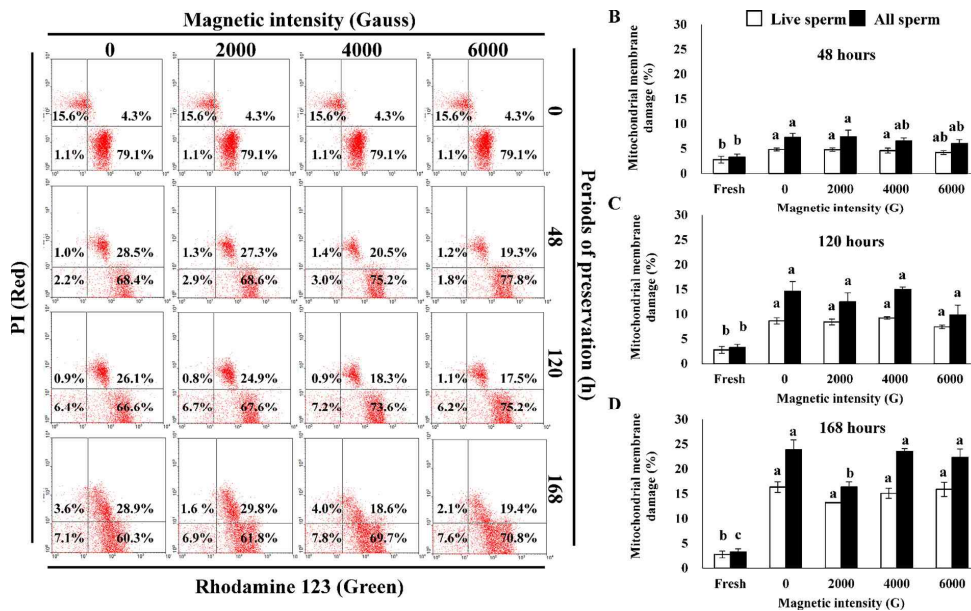 Magnetic intensity (Gauss)
0 2000 4000 6000
PI (Red)
Periods of preservation (h)
15.6% 4.3% 15.6% 4.3% 15.6% 4.3% 15.6% 4.3%
0
1.1% 79.1% 1.1% 79.1% 1.1% 79.1% 1.1% 79.1%
1.0% 28.5% 1.3% 27.3% 1.4% 20.5% 1.2% 19.3%
48
2.2% 68.4% 2.9% 68.6% 3.0% 75.2% 1.8% 77.8%
0.9% 26.1% 0.8% 24.9% 0.9% 18.3% 1.1% 17.5%
120
6.4% 66.6% 6.7% 67.6% 7.2% 73.6% 6.2% 75.2%
3.6% 28.9% 1.6 % 29.8% 4.0% 18.6% 2.1% 19.4%
168
7.1% 60.3% 6.9% 61.8% 7.8% 69.7% 7.6% 70.8%
Rhodamine 123 (Green)
B
Live sperm All sperm
48 hours
Mitochondrial membrane
damage (%)
30
25
20
15
10
5
0
b b a a a a a ab ab ab
Fresh 0 2000 4000 6000
Magnetic intensity (G)
C
120 hours
Mitochondrial membrane
damage (%)
30
25
20
15
10
5
0
b b a a a a a a a a
Fresh 0 2000 4000 6000
Magnetic intensity (G)
D
168 hours
Mitochondrial membrane
damage (%)
30
25
20
15
10
5
0
b c a a a b a a a a
Fresh 0 2000 4000 6000
Magnetic intensity (G)